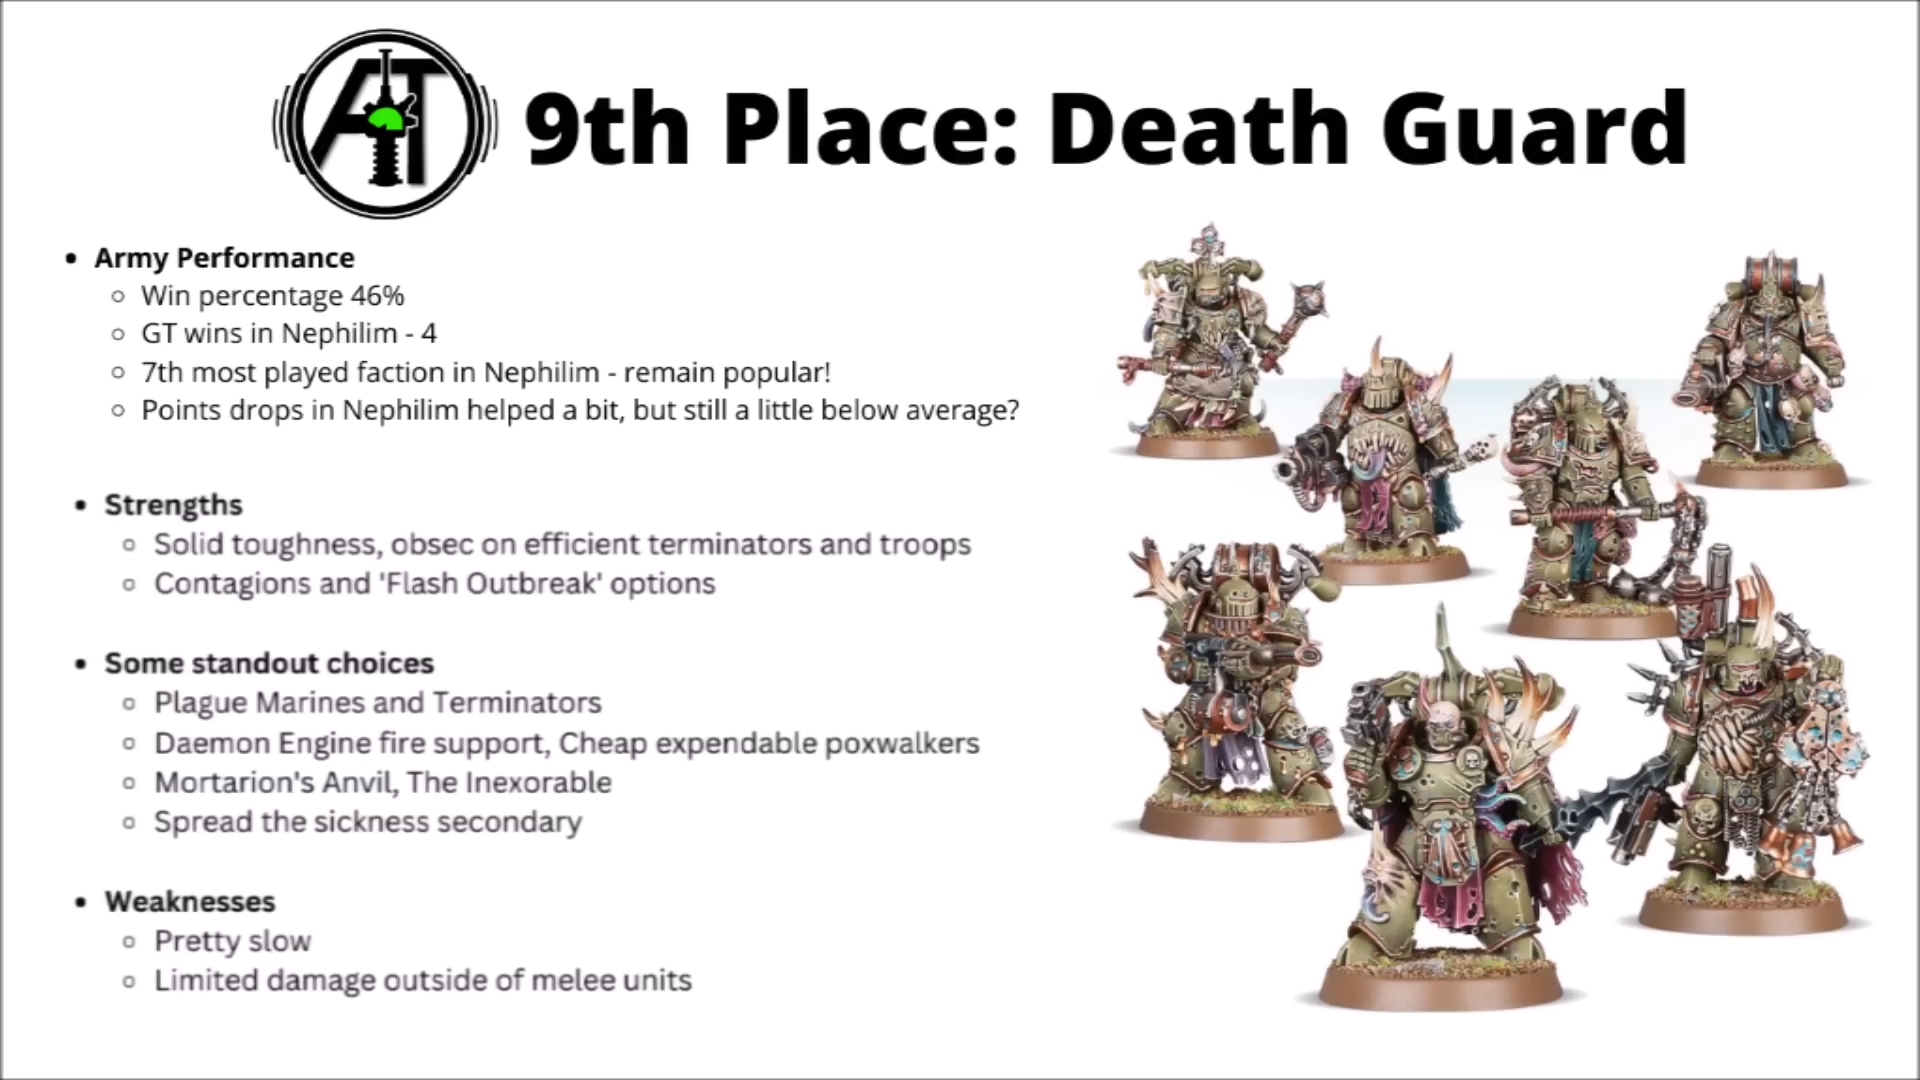 AT
9th Place: Death Guard
• Army Performance
○ Win percentage 46%
○ GT wins in Nephilim - 4
○ 7th most played faction in Nephilim - remain popular!
○ Points drops in Nephilim helped a bit, but still a little below average?
• Strengths
○ Solid toughness, obsec on efficient terminators and troops
○ Contagions and 'Flash Outbreak' options
• Some standout choices
○ Plague Marines and Terminators
○ Daemon Engine fire support, Cheap expendable poxwalkers
○ Mortarion's Anvil, The Inexorable
○ Spread the sickness secondary
• Weaknesses
○ Pretty slow
○ Limited damage outside of melee units